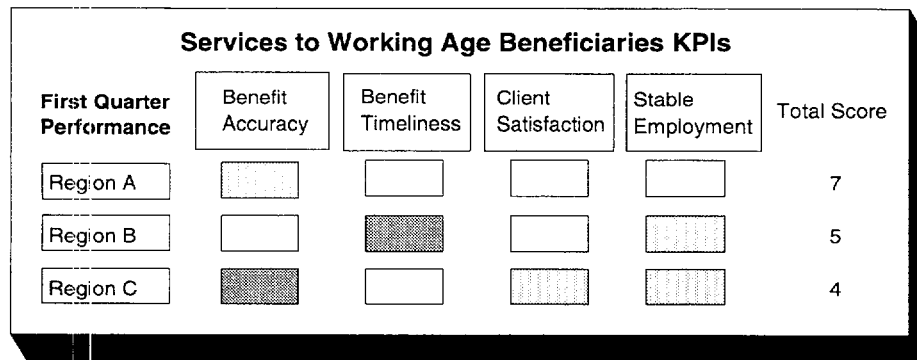 Services to Working Age Beneficiaries KPIs
First Quarter Performance
Benefit Accuracy
Benefit Timeliness
Client Satisfaction
Stable Employment
Total Score
Region A
7
Region B
5
Region C
4